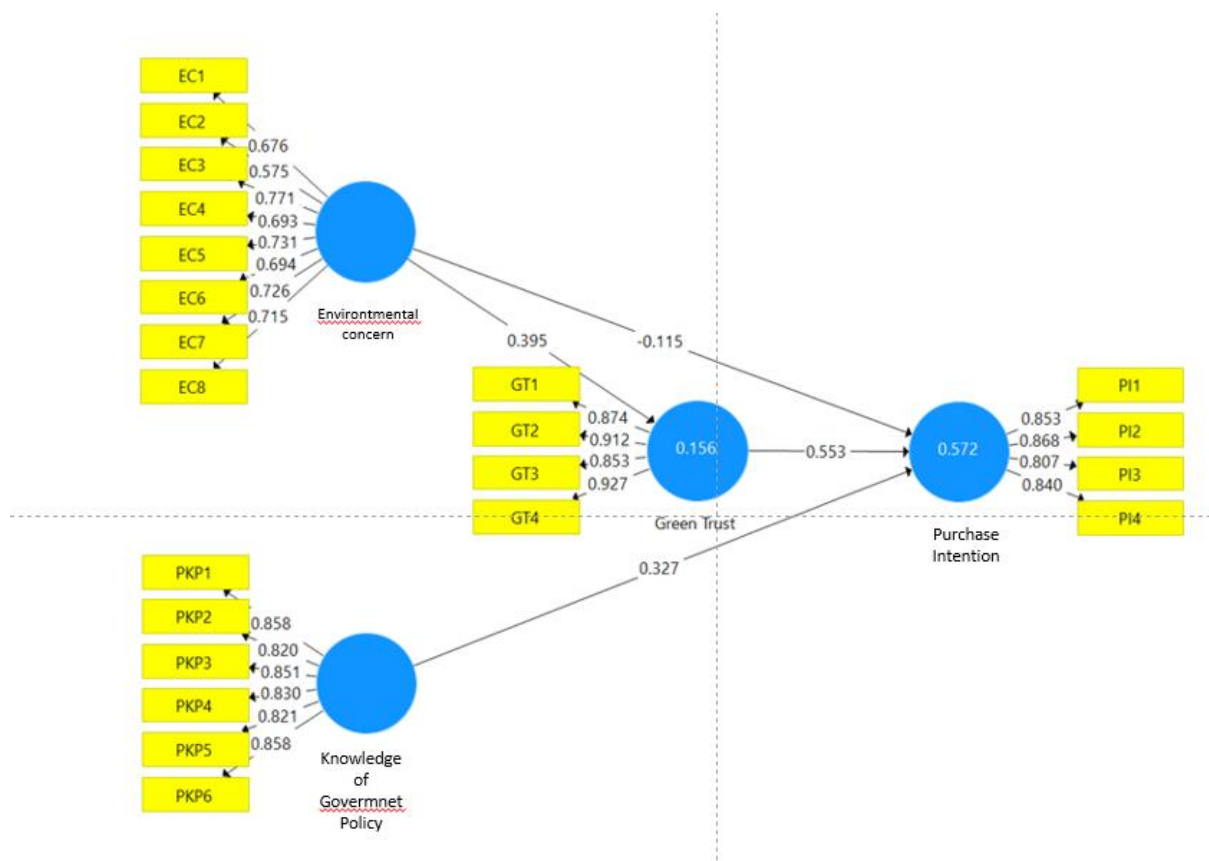 EC1
EC2
EC3
EC4
EC5
EC6
EC7
EC8
0.676
0.575
0.771
0.693
0.731
0.694
0.726
0.715
Environtmental
concern
0.395
-0.115
GT1
GT2
GT3
GT4
0.874
0.912
0.853
0.927
0.156
Green Trust
0.553
0.572
Purchase
Intention
0.853
0.868
0.807
0.840
PI1
PI2
PI3
PI4
0.327
PKP1
PKP2
PKP3
PKP4
PKP5
PKP6
0.858
0.820
0.851
0.830
0.821
0.858
Knowledge
of
Govermnet
Policy